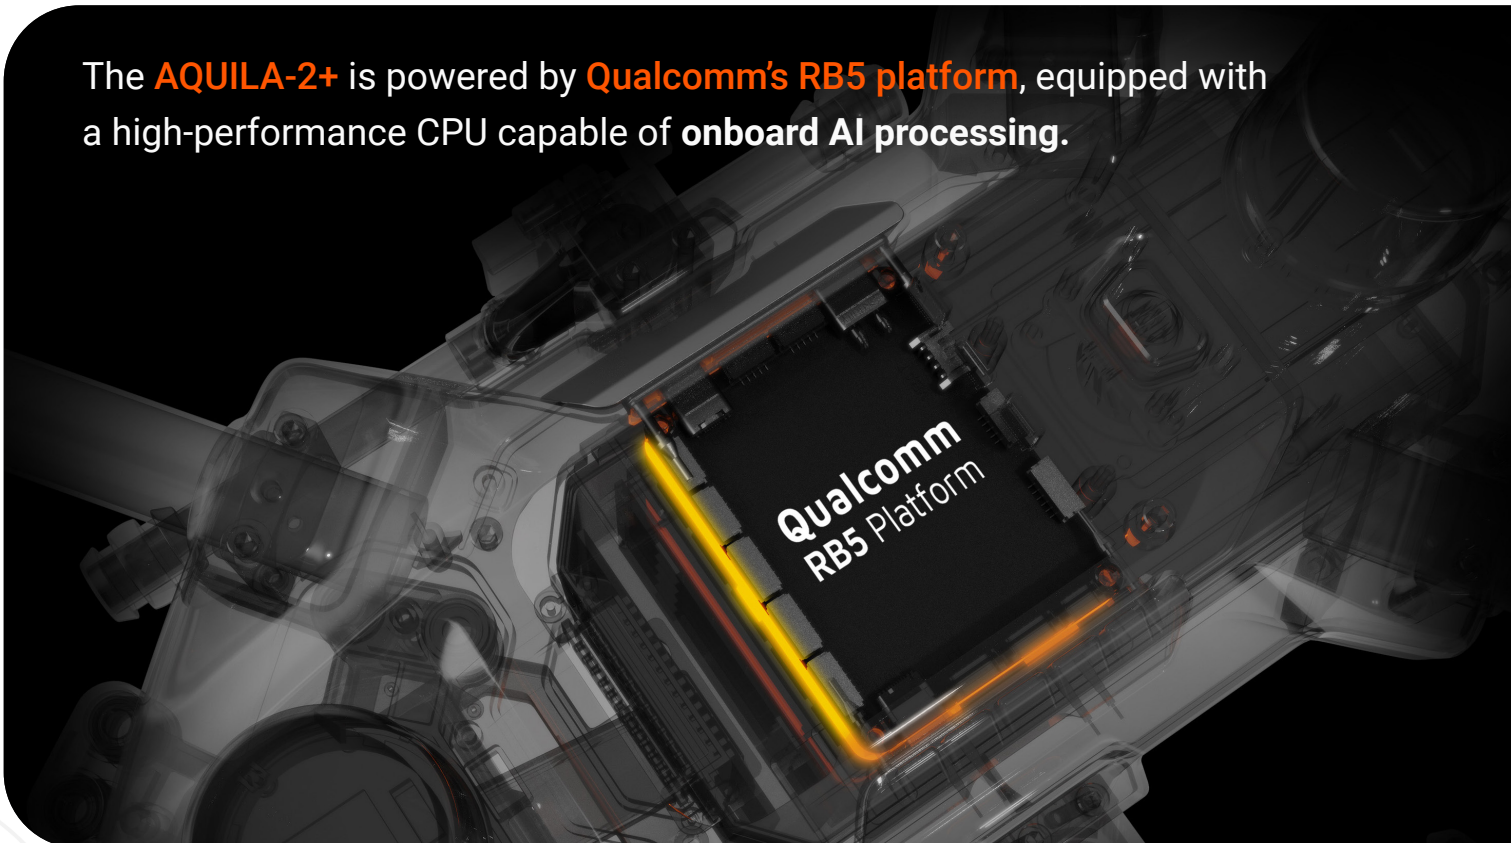 The AQUILA-2+ is powered by Qualcomm’s RB5 platform, equipped with
a high-performance CPU capable of onboard AI processing.
Qualcomm
RB5 Platform